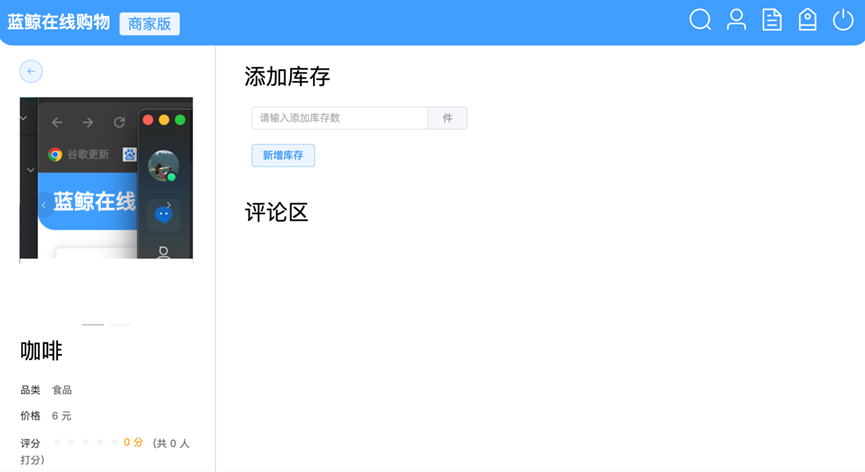 蓝鲸在线购物 商家版
谷歌更新
蓝鲸在线
咖啡
品类 食品
价格 6 元
评分 0 分 (共 0 人
打分)
添加库存
请输入添加库存数 件
新增库存
评论区